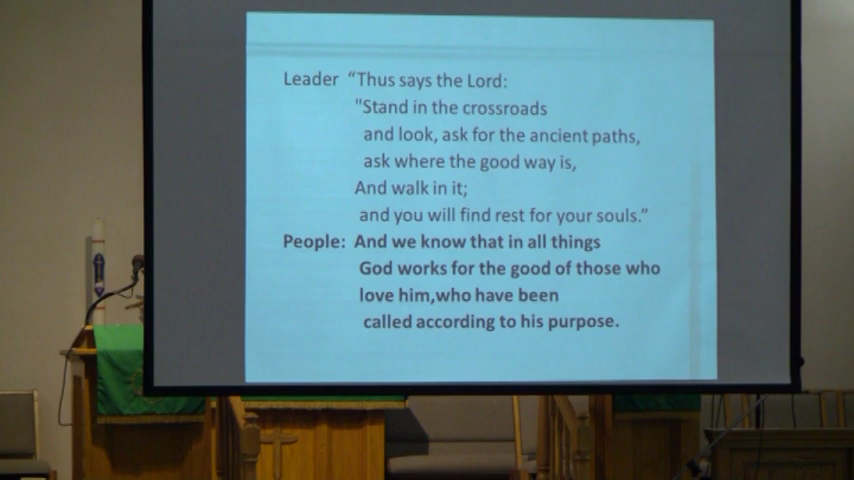 Leader “Thus says the Lord:
"Stand in the crossroads
and look, ask for the ancient paths,
ask where the good way is,
And walk in it;
and you will find rest for your souls.”
People: And we know that in all things
God works for the good of those who
love him,who have been
called according to his purpose.